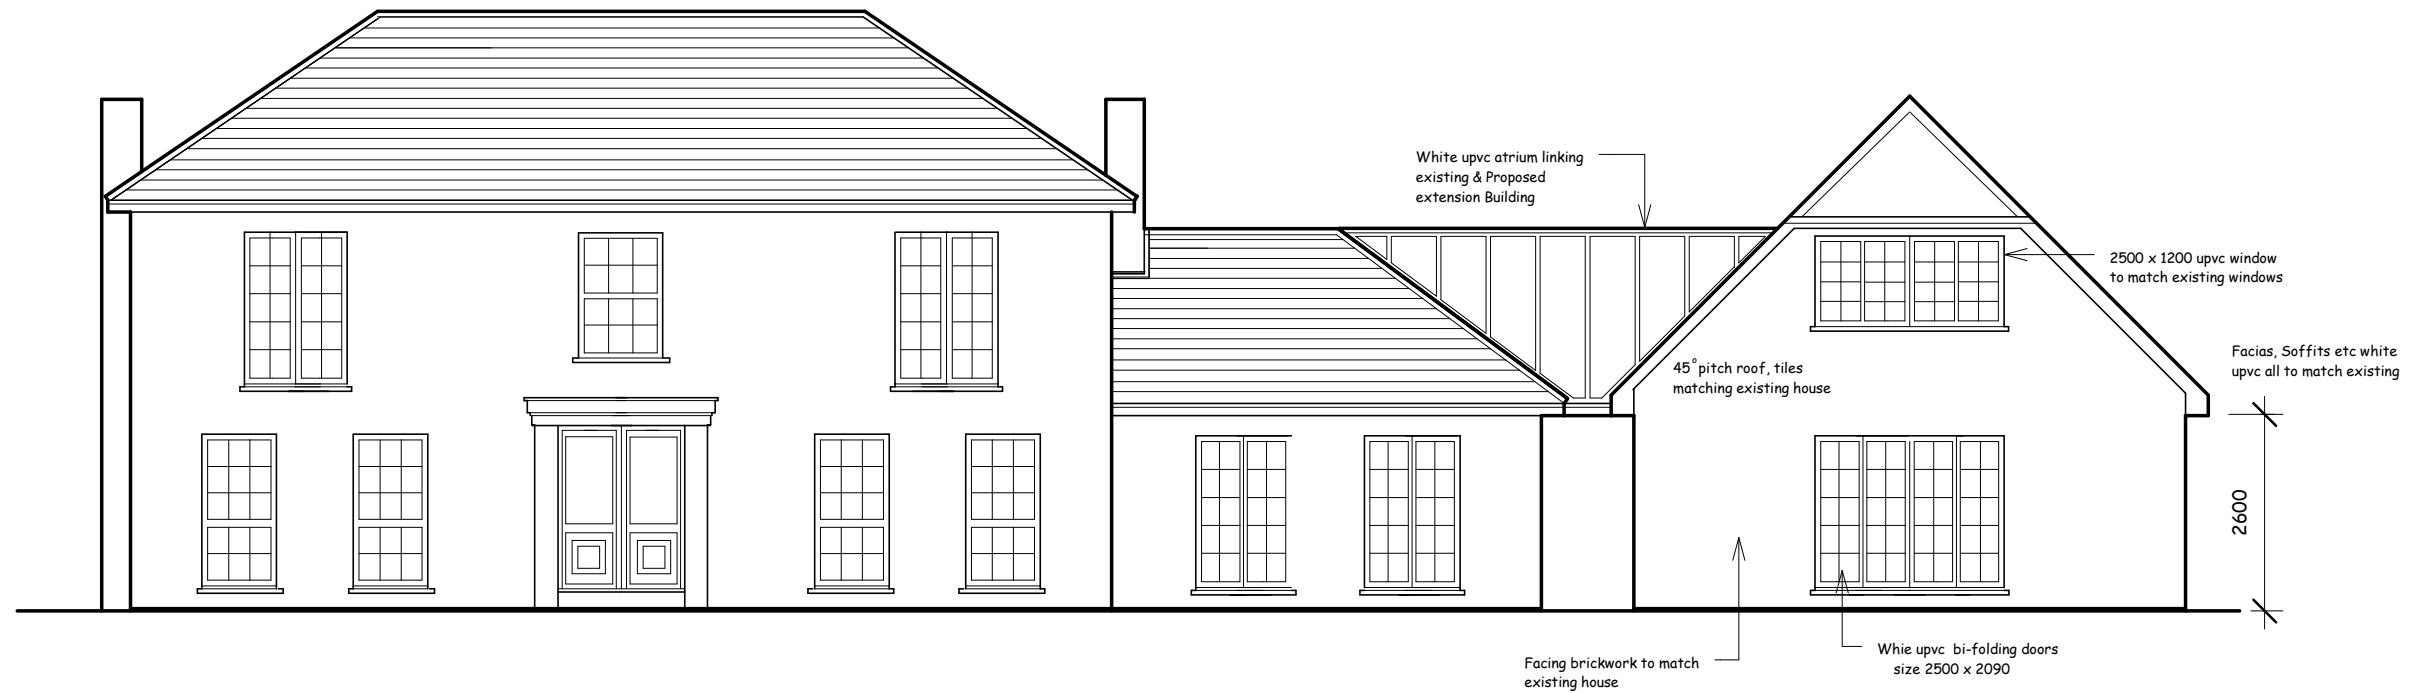 White upvc atrium linking
existing & Proposed
extension Building
2500 x 1200 upvc window
to match existing windows
Facias, Soffits etc white
upvc all to match existing
45° pitch roof, tiles
matching existing house
2600
Facing brickwork to match
existing house
Whie upvc bi-folding doors
size 2500 x 2090